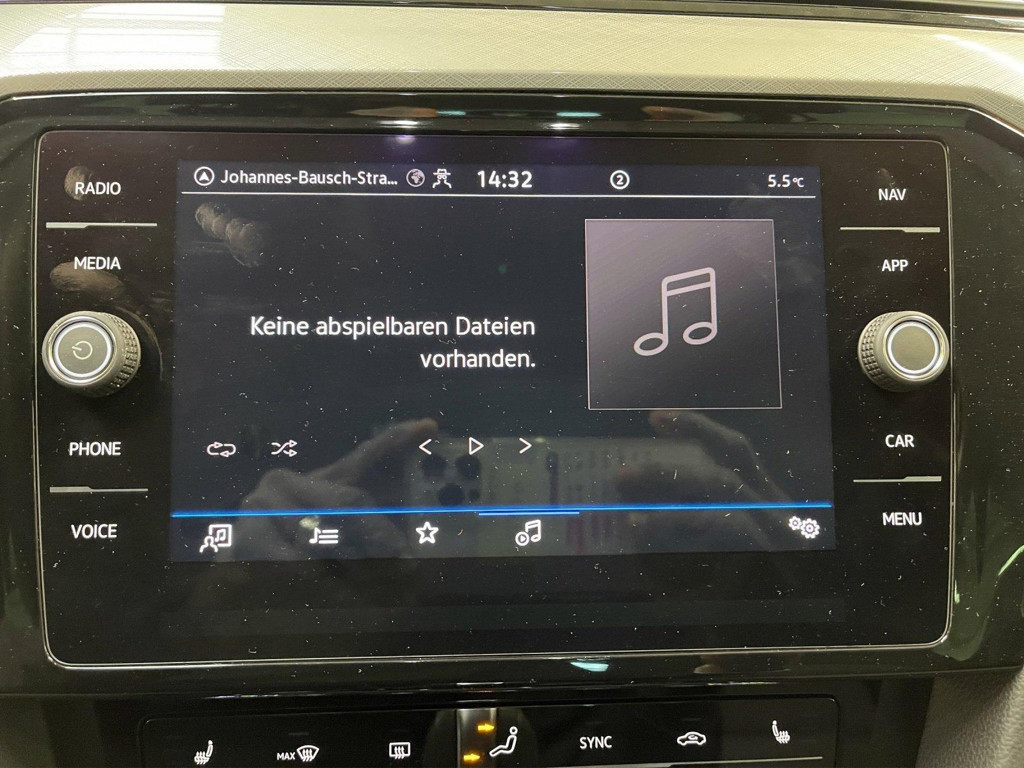 RADIO
MEDIA
PHONE
VOICE
Johannes-Bausch-Stra... 14:32 2 5.5°C
Keine abspielbaren Dateien
vorhanden.
NAV
APP
CAR
MENU
MAX
SYNC